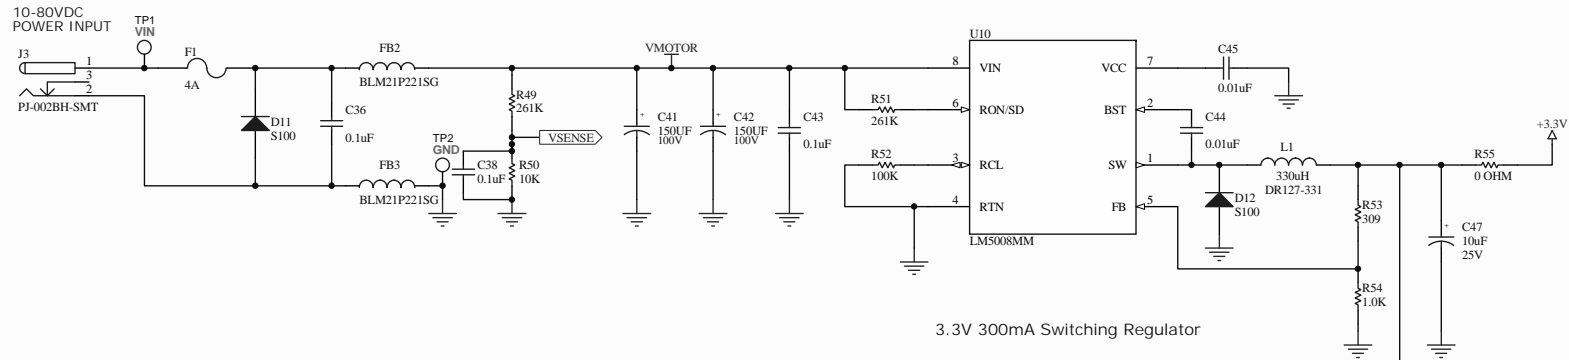 10-80VDC
POWER INPUT
TP1
VIN
J3
1
3
2
PJ-002BH-SMT
F1
4A
D11
S100
C36
0.1uF
FB2
BLM21P221SG
FB3
BLM21P221SG
TP2
GND
R49
261K
VSENSE
C38
0.1uF
R50
10K
VMOTOR
C41
150UF
100V
C42
150UF
100V
C43
0.1uF
R51
261K
R52
100K
U10
8
VIN
6
RON/SD
3
RCL
4
RTN
VCC
7
BST
2
SW
1
FB
5
LM5008MM
C45
0.01uF
C44
0.01uF
D12
S100
L1
330uH
DR127-331
R53
309
R54
1.0K
C47
10uF
25V
R55
0 OHM
+3.3V
3.3V 300mA Switching Regulator